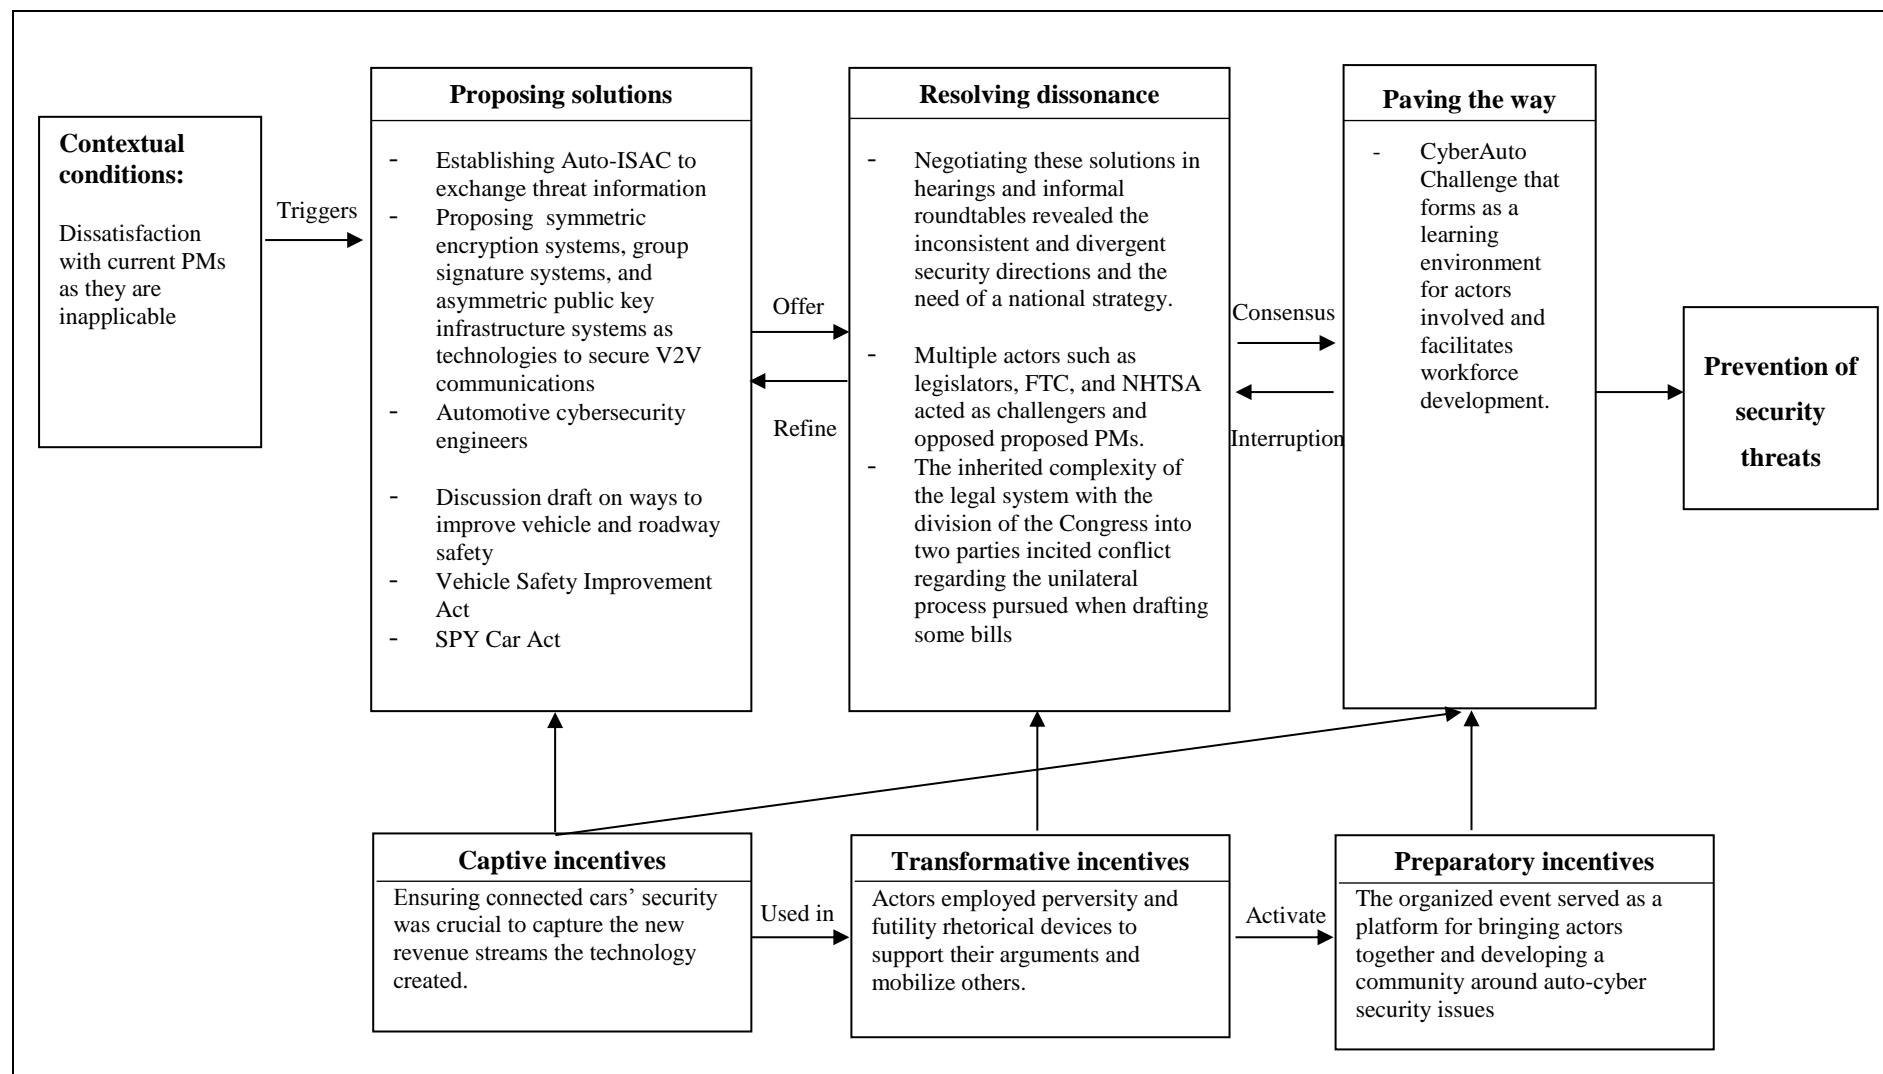 Contextual
conditions:
Dissatisfaction
with current PMs
as they are
inapplicable
Triggers
Proposing solutions
- Establishing Auto-ISAC to
exchange threat information
- Proposing symmetric
encryption systems, group
signature systems, and
asymmetric public key
infrastructure systems as
technologies to secure V2V
communications
- Automotive cybersecurity
engineers
- Discussion draft on ways to
improve vehicle and roadway
safety
- Vehicle Safety Improvement
Act
- SPY Car Act
Offer
Refine
Resolving dissonance
- Negotiating these solutions in
hearings and informal
roundtables revealed the
inconsistent and divergent
security directions and the
need of a national strategy.
- Multiple actors such as
legislators, FTC, and NHTSA
acted as challengers and
opposed proposed PMs.
- The inherited complexity of
the legal system with the
division of the Congress into
two parties incited conflict
regarding the unilateral
process pursued when drafting
some bills
Consensus
Interruption
Paving the way
- CyberAuto
Challenge that
forms as a
learning
environment
for actors
involved and
facilitates
workforce
development.
Prevention of
security
threats
Captive incentives
Ensuring connected cars’ security
was crucial to capture the new
revenue streams the technology
created.
Used in
Transformative incentives
Actors employed perversity and
futility rhetorical devices to
support their arguments and
mobilize others.
Activate
Preparatory incentives
The organized event served as a
platform for bringing actors
together and developing a
community around auto-cyber
security issues